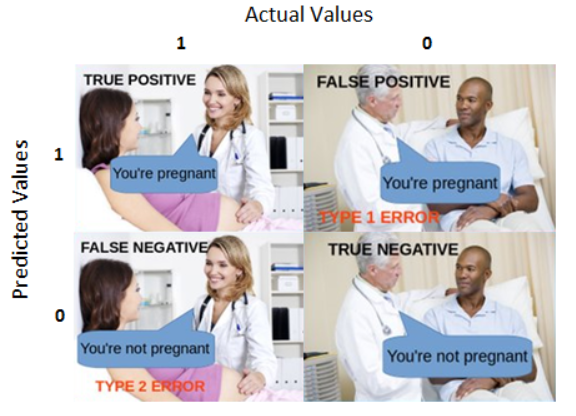 Actual Values
1
0
Predicted Values
1
TRUE POSITIVE
You're pregnant
FALSE POSITIVE
You're pregnant
TYPE 1 ERROR
0
FALSE NEGATIVE
You're not pregnant
TYPE 2 ERROR
TRUE NEGATIVE
You're not pregnant